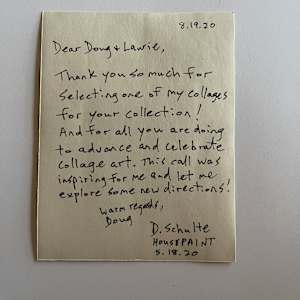 8.19.20
Dear Doug & Laurie,
Thank you so much for
selecting one of my collages
for your collection!
And for all you are doing
to advance and celebrate
collage art. This call was
inspiring for me and let me
explore some new directions!
Warm regards,
Doug
D. Schulte
HOUSEPAINT
5.18.20